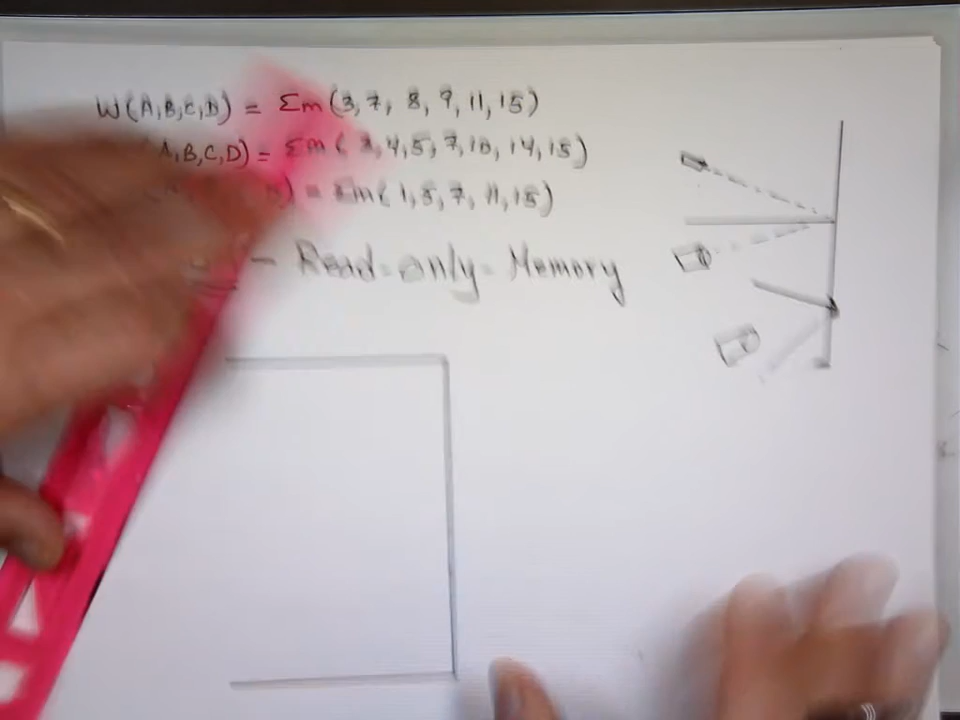 W(A,B,C,D) = Σm(3, 7, 8, 9, 11, 15)
A,B,C,D) = Σm( 3, 4, 5, 7, 10, 14, 15)
) = Σm( 1, 5, 7, 11, 15)
- Read-only-Memory